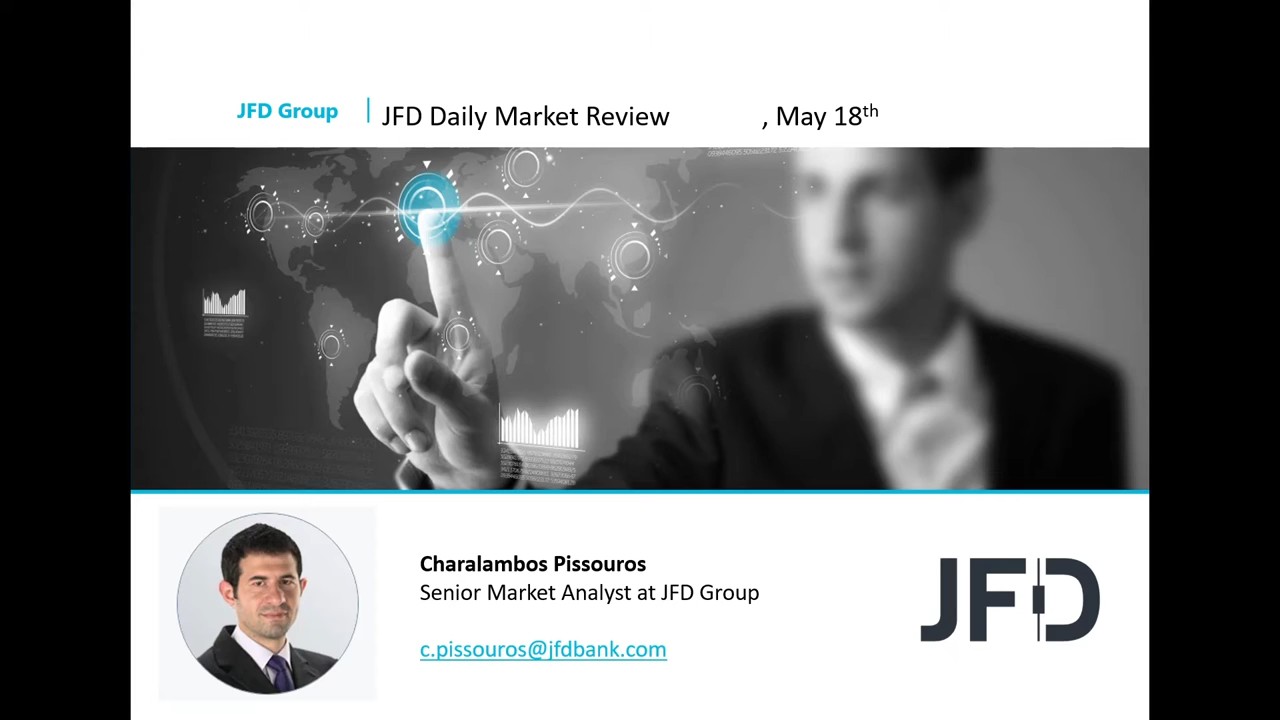 JFD Group
JFD Daily Market Review , May 18th
Charalambos Pissouros
Senior Market Analyst at JFD Group
c.pissouros@jfdbank.com
JFD